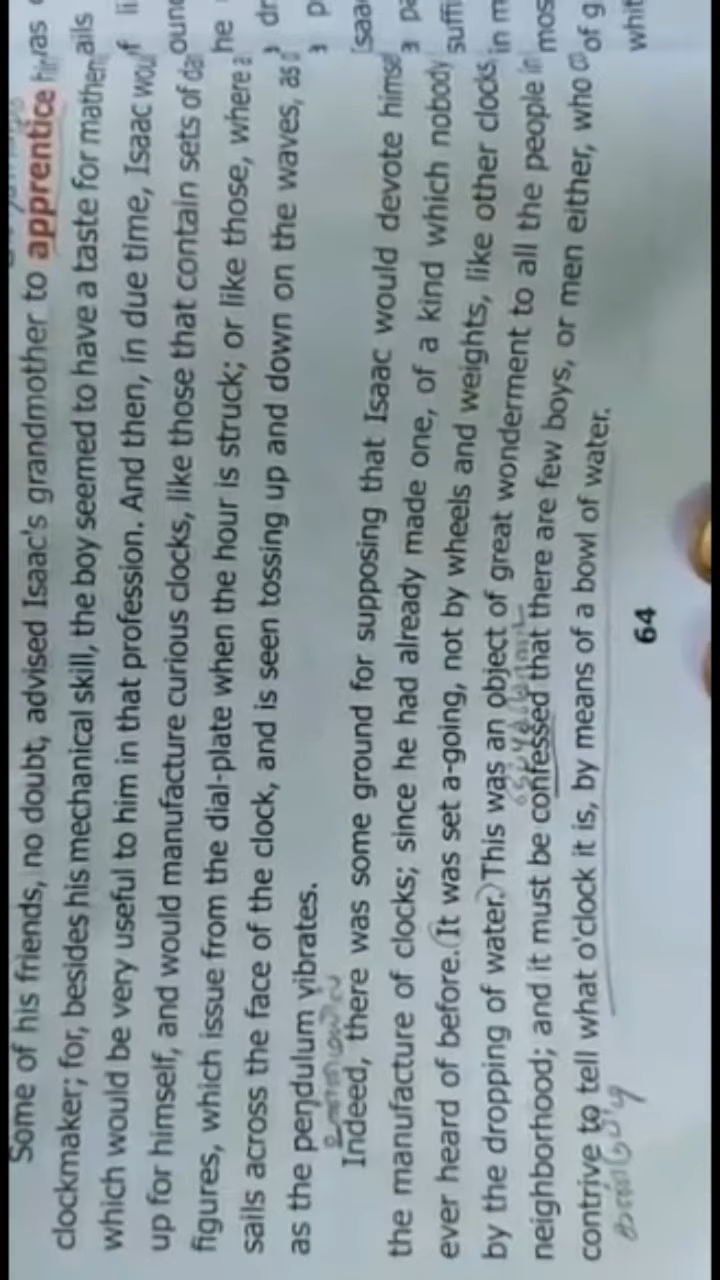 Some of his friends, no doubt, advised Isaac's grandmother to apprentice
clockmaker; for, besides his mechanical skill, the boy seemed to have a taste for mathe
which would be very useful to him in that profession. And then, in due time, Isaac wou
up for himself, and would manufacture curious clocks, like those that contain sets of da
figures, which issue from the dial-plate when the hour is struck; or like those, where a
sails across the face of the clock, and is seen tossing up and down on the waves, as
as the pendulum vibrates.
Indeed, there was some ground for supposing that Isaac would devote himse
the manufacture of clocks; since he had already made one, of a kind which nobody
ever heard of before. (It was set a-going, not by wheels and weights, like other clocks,
by the dropping of water.) This was an object of great wonderment to all the people
neighborhood; and it must be confessed that there are few boys, or men either, who
contrive to tell what o'clock it is, by means of a bowl of water.
64